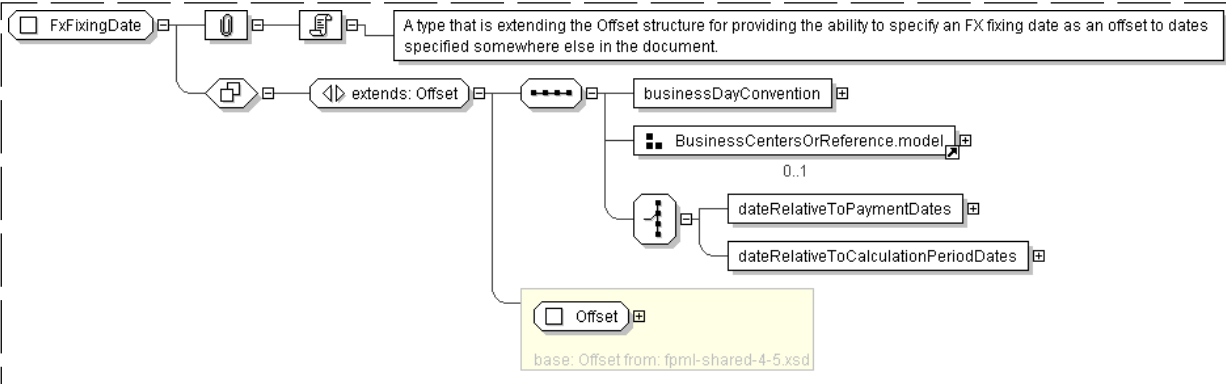 FxFixingDate
A type that is extending the Offset structure for providing the ability to specify an FX fixing date as an offset to dates
specified somewhere else in the document.
extends: Offset
businessDayConvention
BusinessCentersOrReference.model
0..1
dateRelativeToPaymentDates
dateRelativeToCalculationPeriodDates
Offset
base: Offset from: fpml-shared-4-5.xsd